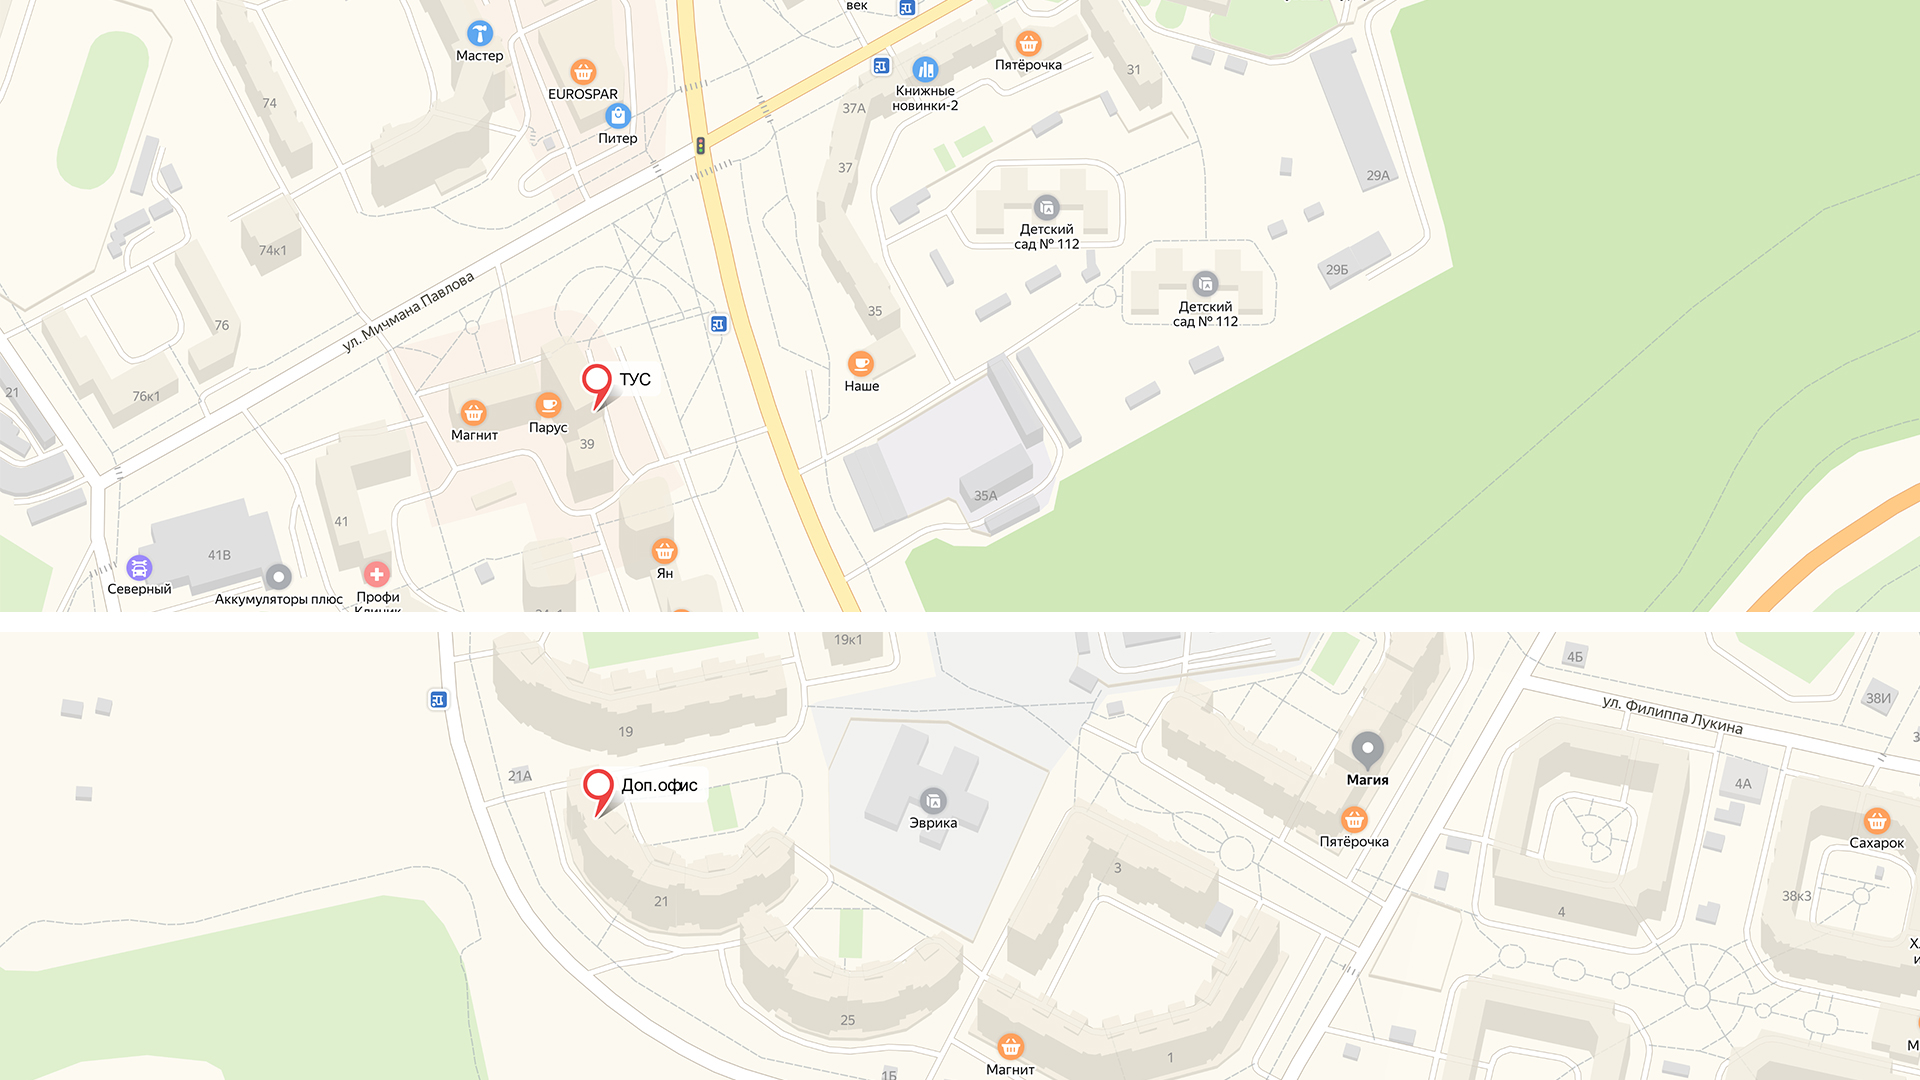 век
Мастер
Пятёрочка
31
EUROSPAR
Книжные
новинки-2
74
37А
Питер
37
29А
Детский
сад № 112
74к1
29Б
ул. Мичмана Павлова
Детский
сад № 112
76
35
ТУС
Наше
21
76к1
Магнит
Парус
39
35А
41
41В
Ян
Северный
Аккумуляторы плюс
Профи
Клиник
19к1
4Б
38И
ул. Филиппа Лукина
19
21А
Магия
4А
Доп.офис
Эврика
Пятёрочка
Сахарок
3
38к3
21
4
25
1
Магнит
1Б